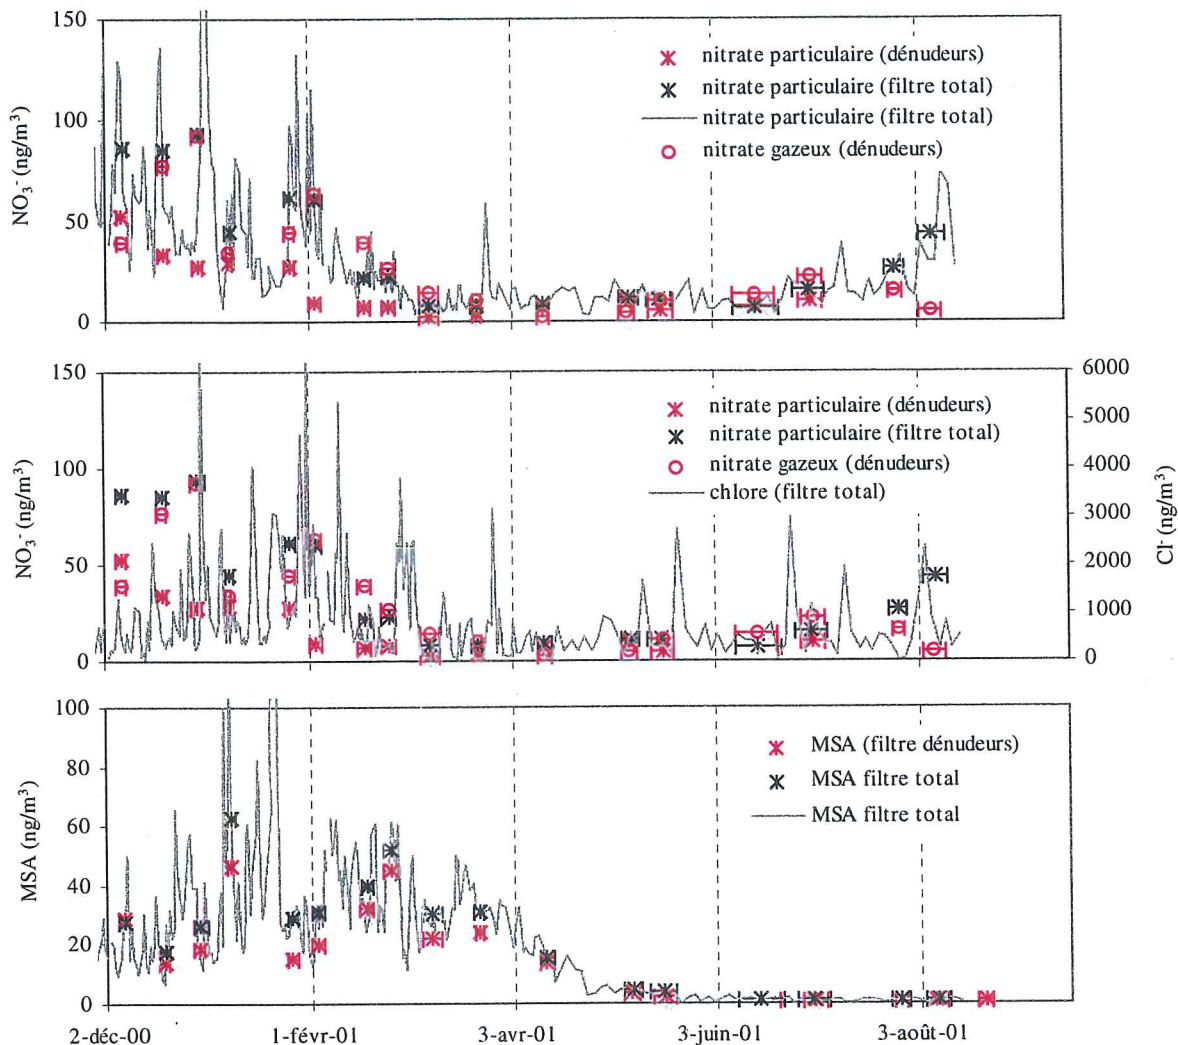 150
100
50
0
NO₃⁻ (ng/m³)
nitrate particulaire (dénudeurs)
nitrate particulaire (filtre total)
nitrate particulaire (filtre total)
nitrate gazeux (dénudeurs)
150
100
50
0
NO₃⁻ (ng/m³)
nitrate particulaire (dénudeurs)
nitrate particulaire (filtre total)
nitrate gazeux (dénudeurs)
chlore (filtre total)
6000
5000
4000
3000
2000
1000
0
Cl⁻ (ng/m³)
100
80
60
40
20
0
MSA (ng/m³)
MSA (filtre dénudeurs)
MSA filtre total
MSA filtre total
2-déc-00
1-févr-01
3-avr-01
3-juin-01
3-août-01